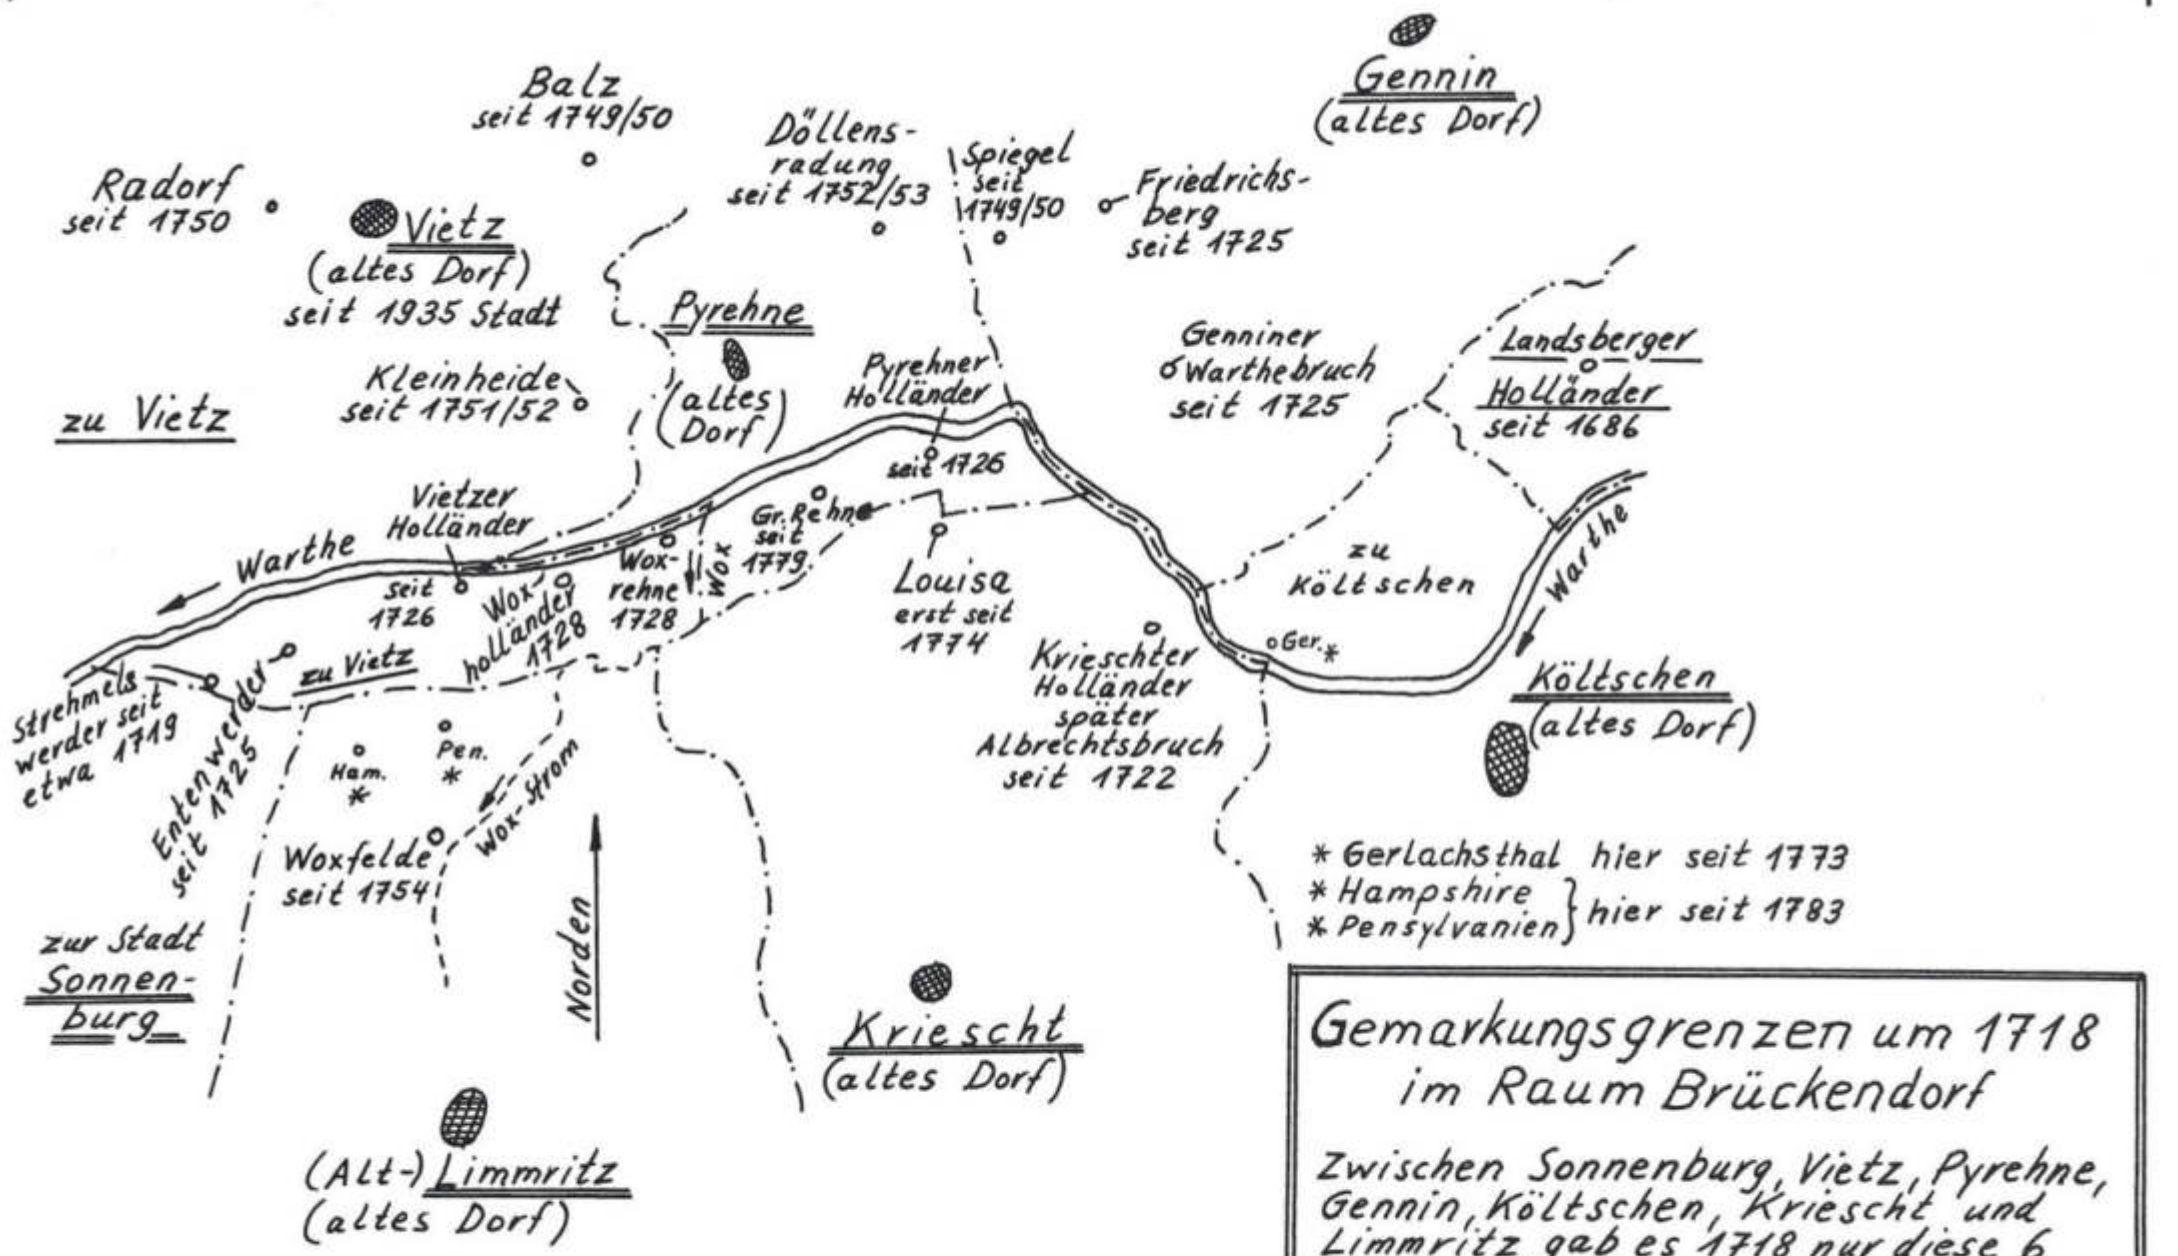 Gennin
(altes Dorf)
Balz
seit 1749/50
Döllens-
radung
seit 1752/53
Spiegel
seit
1749/50
Friedrichs-
berg
seit 1725
Radorf
seit 1750
Vietz
(altes Dorf)
seit 1935 Stadt
Pyrehne
(altes
Dorf)
Kleinheide
seit 1751/52
zu Vietz
Pyrehner
Holländer
seit 1726
Genniner
Warthebruch
seit 1725
Landsberger
Holländer
seit 1686
Vietzer
Holländer
seit
1726
Warthe
Wox-
holländer
1728
Wox-
rehne
1728
Wox
Gr. Rehne
seit
1779
Louisa
erst seit
1774
zu
Költschen
Warthe
Ger.*
Krieschter
Holländer
später
Albrechtsbruch
seit 1722
Költschen
(altes Dorf)
Strehmels
werder seit
etwa 1719
Entenwerder
seit 1725
zu Vietz
Ham.
*
Pen.
*
Wox-Strom
Woxfelde
seit 1754
Norden
zur Stadt
Sonnen-
burg
Kriescht
(altes Dorf)
(Alt-) Limmritz
(altes Dorf)
* Gerlachsthal hier seit 1773
* Hampshire
* Pensylvanien } hier seit 1783
Gemarkungsgrenzen um 1718
im Raum Brückendorf
Zwischen Sonnenburg, Vietz, Pyrehne,
Gennin, Költschen, Kriescht und
Limmritz gab es 1718 nur diese 6